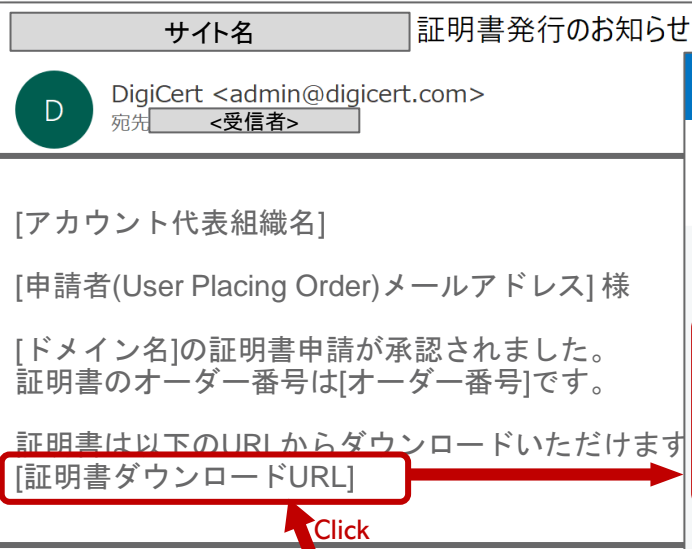 サイト名 証明書発行のお知らせ
D
DigiCert <admin@digicert.com>
宛先 <受信者>
[アカウント代表組織名]
[申請者(User Placing Order)メールアドレス] 様
[ドメイン名]の証明書申請が承認されました。
証明書のオーダー番号は[オーダー番号]です。
証明書は以下のURLからダウンロードいただけます
[証明書ダウンロードURL]
Click